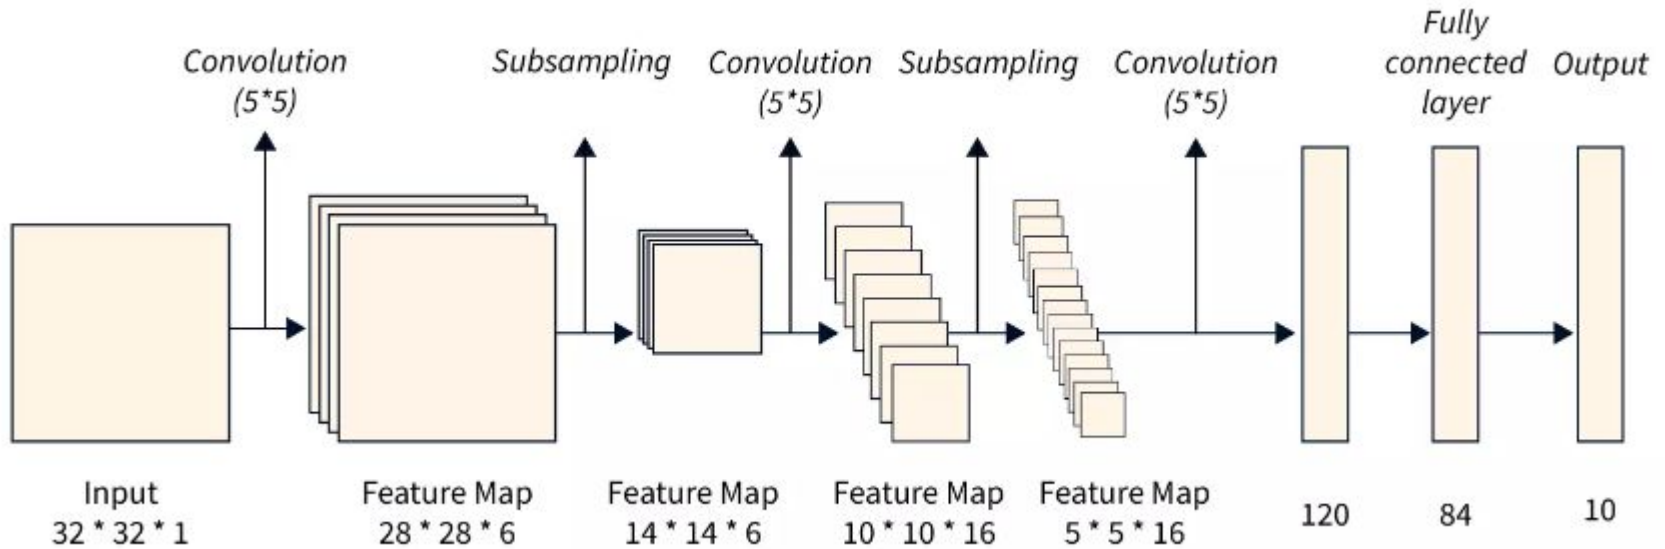 Convolution
(5*5)
Subsampling
Convolution
(5*5)
Subsampling
Convolution
(5*5)
Fully
connected
layer
Output
Input
32 * 32 * 1
Feature Map
28 * 28 * 6
Feature Map
14 * 14 * 6
Feature Map
10 * 10 * 16
Feature Map
5 * 5 * 16
120
84
10